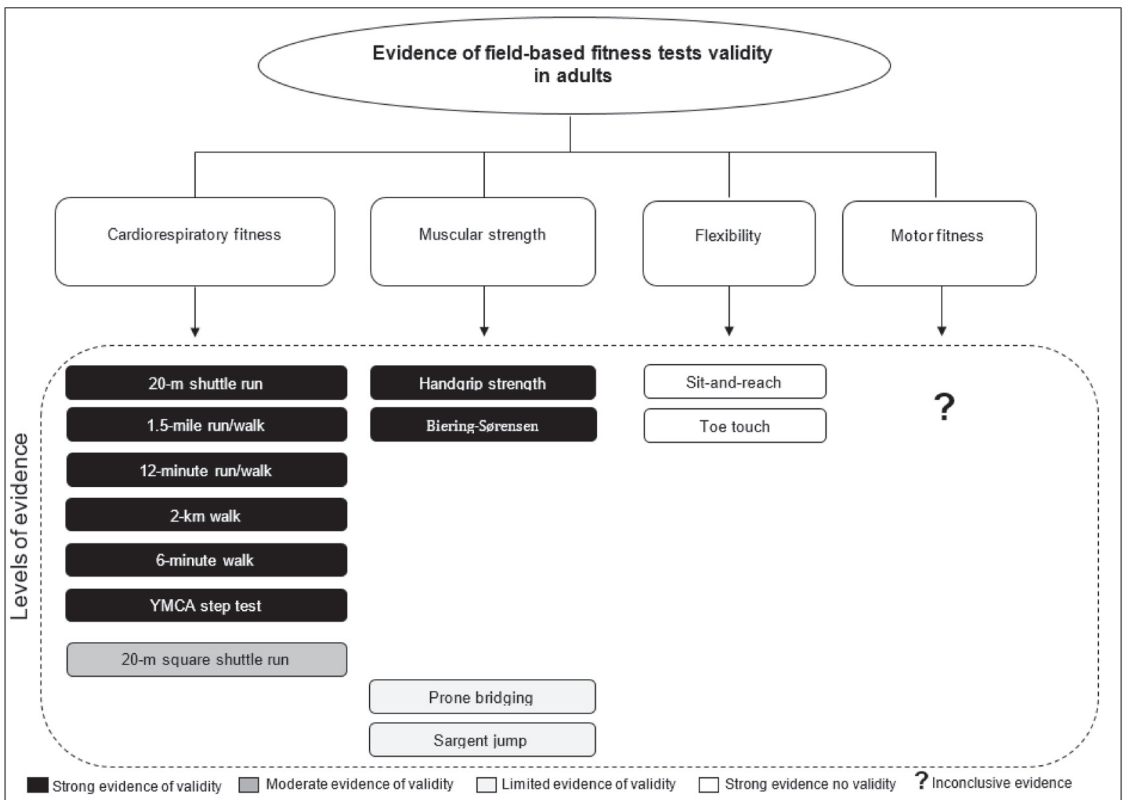 Evidence of field-based fitness tests validity
in adults
Cardiorespiratory fitness
Muscular strength
Flexibility
Motor fitness
Levels of evidence
20-m shuttle run
1.5-mile run/walk
12-minute run/walk
2-km walk
6-minute walk
YMCA step test
20-m square shuttle run
Handgrip strength
Biering-Sørensen
Prone bridging
Sargent jump
Sit-and-reach
Toe touch
?
Strong evidence of validity
Moderate evidence of validity
Limited evidence of validity
Strong evidence no validity
? Inconclusive evidence